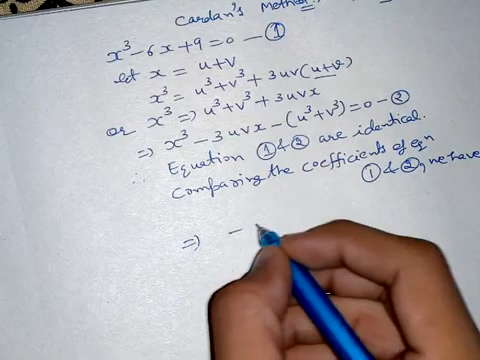 Cardan's Method:
x³ - 6x + 9 = 0 — ①
let x = u+v
x³ = u³ + v³ + 3uv(u+v)
or x³ => u³ + v³ + 3uvx
=> x³ - 3uvx - (u³ + v³) = 0 - ②
∴ Equation ① & ② are identical.
Comparing the coefficients of eqn
① & ②, we have
=> -